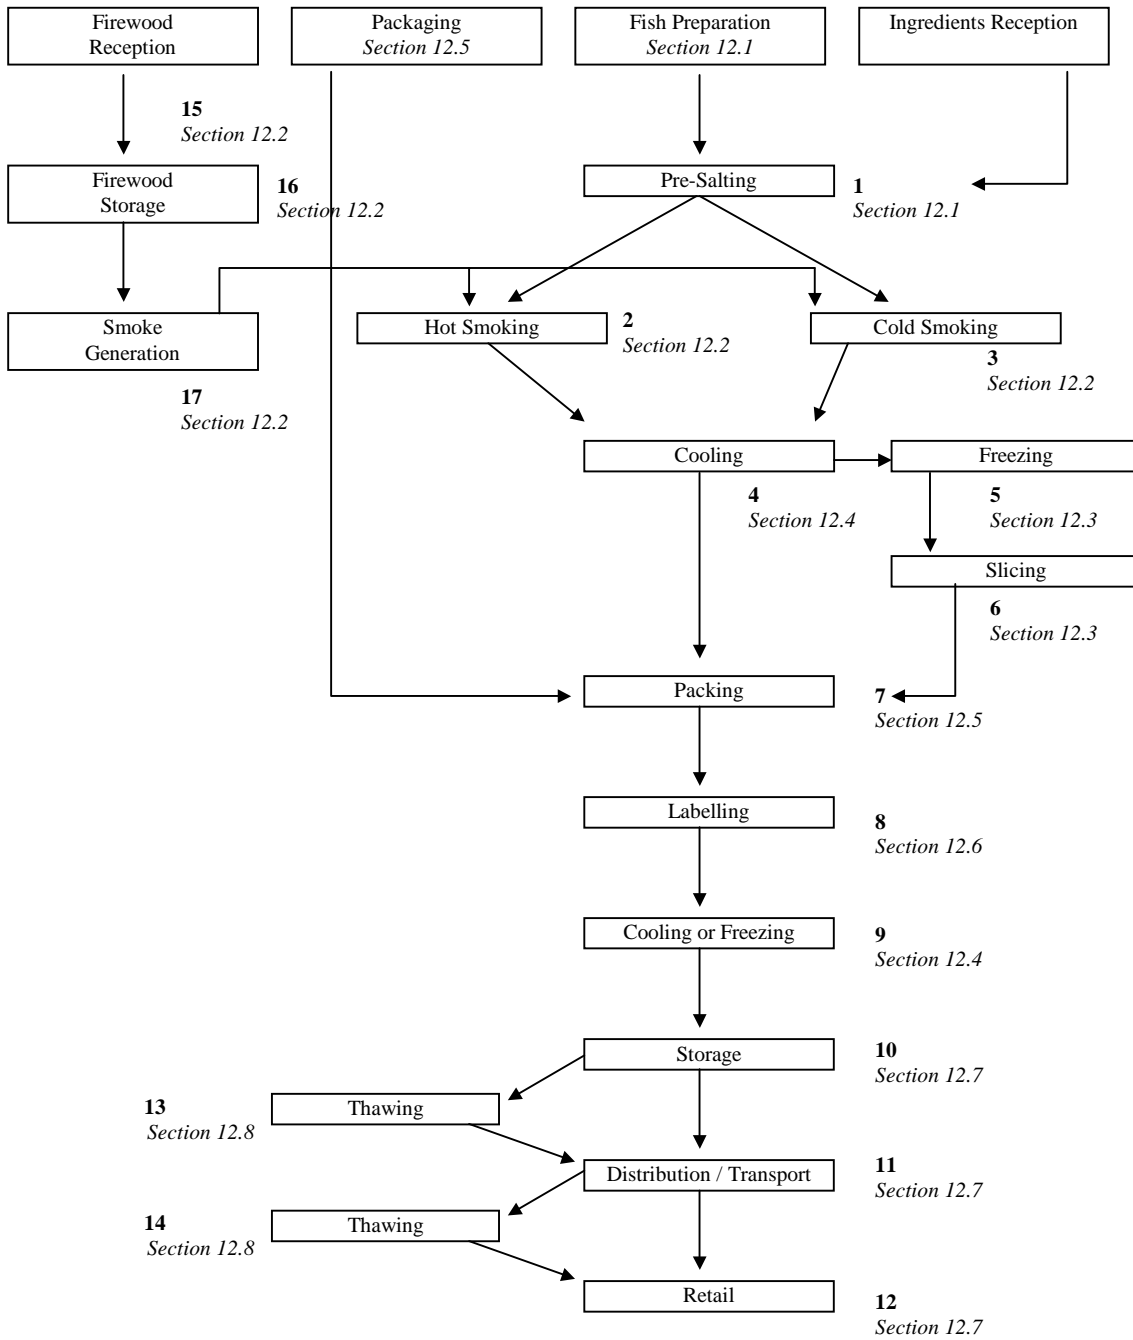 Firewood
Reception
Packaging
Section 12.5
Fish Preparation
Section 12.1
Ingredients Reception
15
Section 12.2
Firewood
Storage
16
Section 12.2
Pre-Salting
1
Section 12.1
Smoke
Generation
Hot Smoking
2
Section 12.2
Cold Smoking
3
Section 12.2
17
Section 12.2
Cooling
Freezing
4
Section 12.4
5
Section 12.3
Slicing
6
Section 12.3
Packing
7
Section 12.5
Labelling
8
Section 12.6
Cooling or Freezing
9
Section 12.4
Storage
10
Section 12.7
13
Section 12.8
Thawing
Distribution / Transport
11
Section 12.7
14
Section 12.8
Thawing
Retail
12
Section 12.7